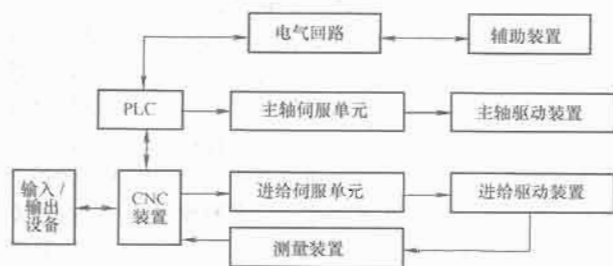 电气回路
辅助装置
PLC
主轴伺服单元
主轴驱动装置
输入/
输出
设备
CNC
装置
进给伺服单元
进给驱动装置
测量装置